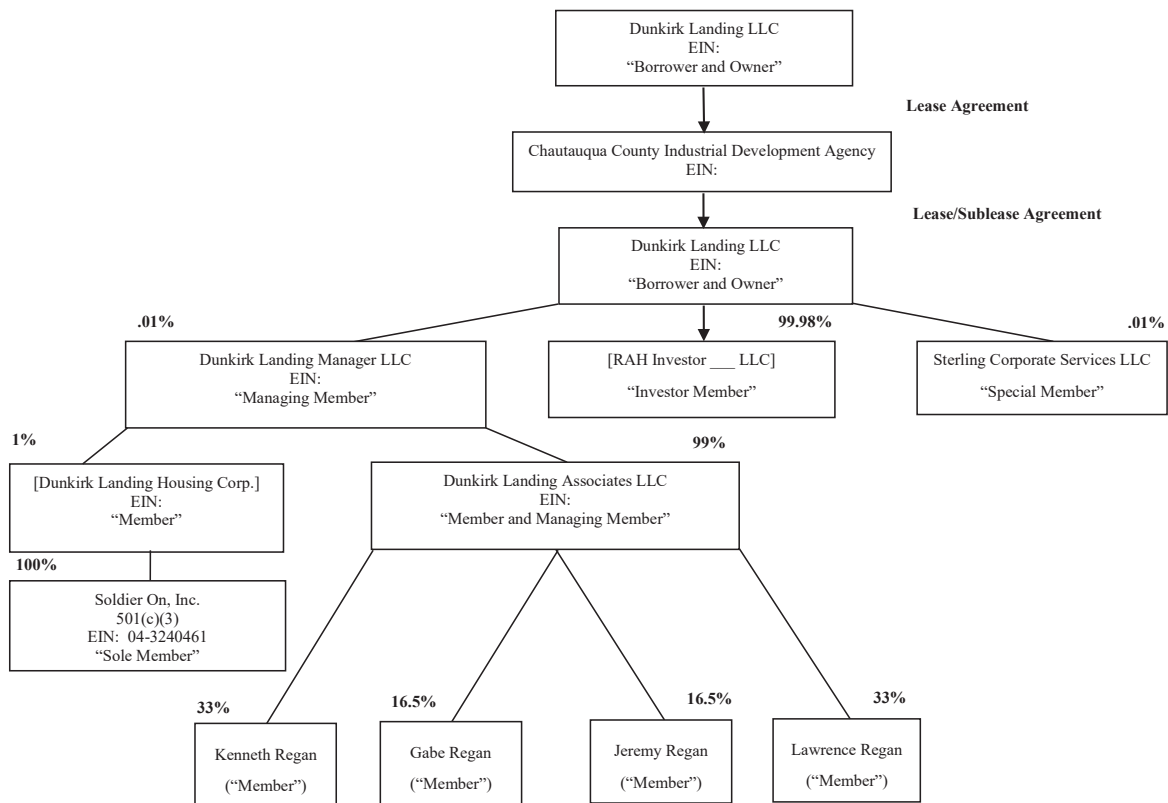 Dunkirk Landing LLC
EIN:
“Borrower and Owner”
Lease Agreement
Chautauqua County Industrial Development Agency
EIN:
Lease/Sublease Agreement
Dunkirk Landing LLC
EIN:
“Borrower and Owner”
.01%
99.98%
.01%
Dunkirk Landing Manager LLC
EIN:
“Managing Member”
[RAH Investor ___ LLC]
“Investor Member”
Sterling Corporate Services LLC
“Special Member”
1%
99%
[Dunkirk Landing Housing Corp.]
EIN:
“Member”
Dunkirk Landing Associates LLC
EIN:
“Member and Managing Member”
100%
Soldier On, Inc.
501(c)(3)
EIN:  04-3240461
“Sole Member”
33%
16.5%
16.5%
33%
Kenneth Regan
(“Member”)
Gabe Regan
(“Member”)
Jeremy Regan
(“Member”)
Lawrence Regan
(“Member”)